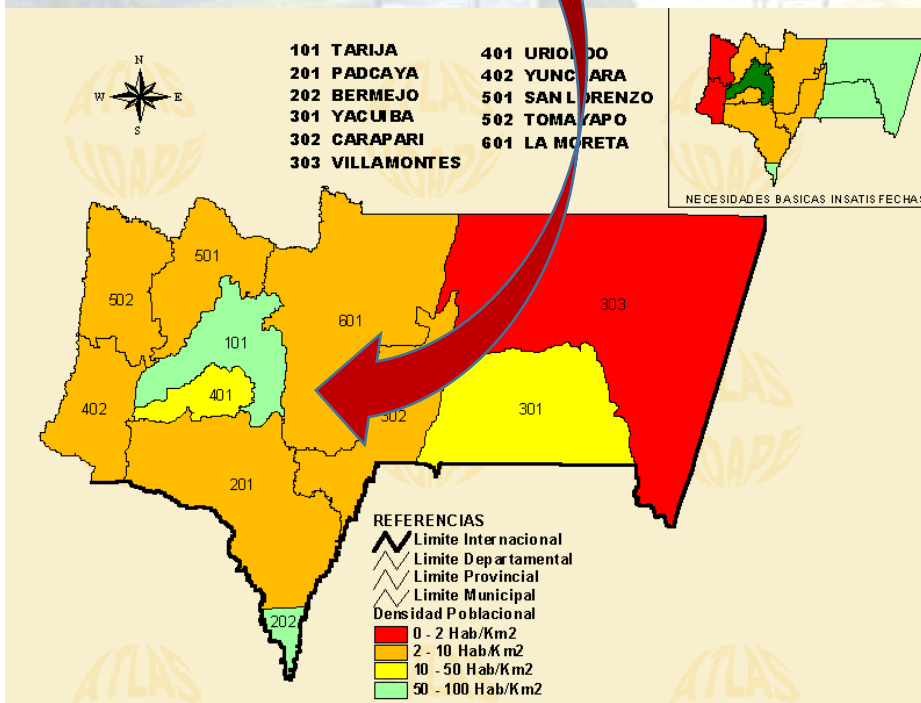 N
W E
S
101 TARIJA
201 PADCAYA
202 BERMEJO
301 YACUIBA
302 CARAPARI
303 VILLAMONTES
401
402
501
502
601 LA MORETA
NECESIDADES BASICAS INSATISFECHAS
501
502
101
601
303
401
402
301
201
202
REFERENCIAS
Limite Internacional
Limite Departamental
Limite Provincial
Limite Municipal
Densidad Poblacional
0 - 2 Hab/Km2
2 - 10 Hab/Km2
10 - 50 Hab/Km2
50 - 100 Hab/Km2
ATLAS
UDAPE